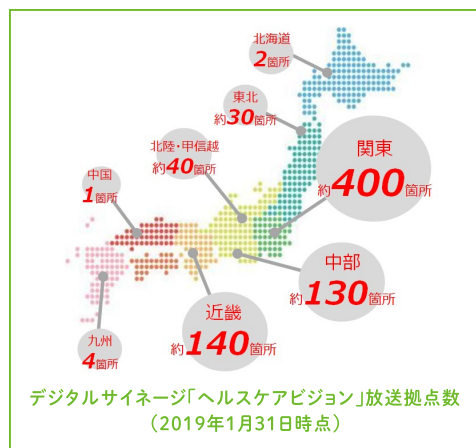 北海道
2箇所
東北
約30箇所
北陸・甲信越
約40箇所
関東
約400箇所
中国
1箇所
中部
約130箇所
近畿
約140箇所
九州
4箇所
デジタルサイネージ「ヘルスケアビジョン」放送拠点数
（2019年1月31日時点）